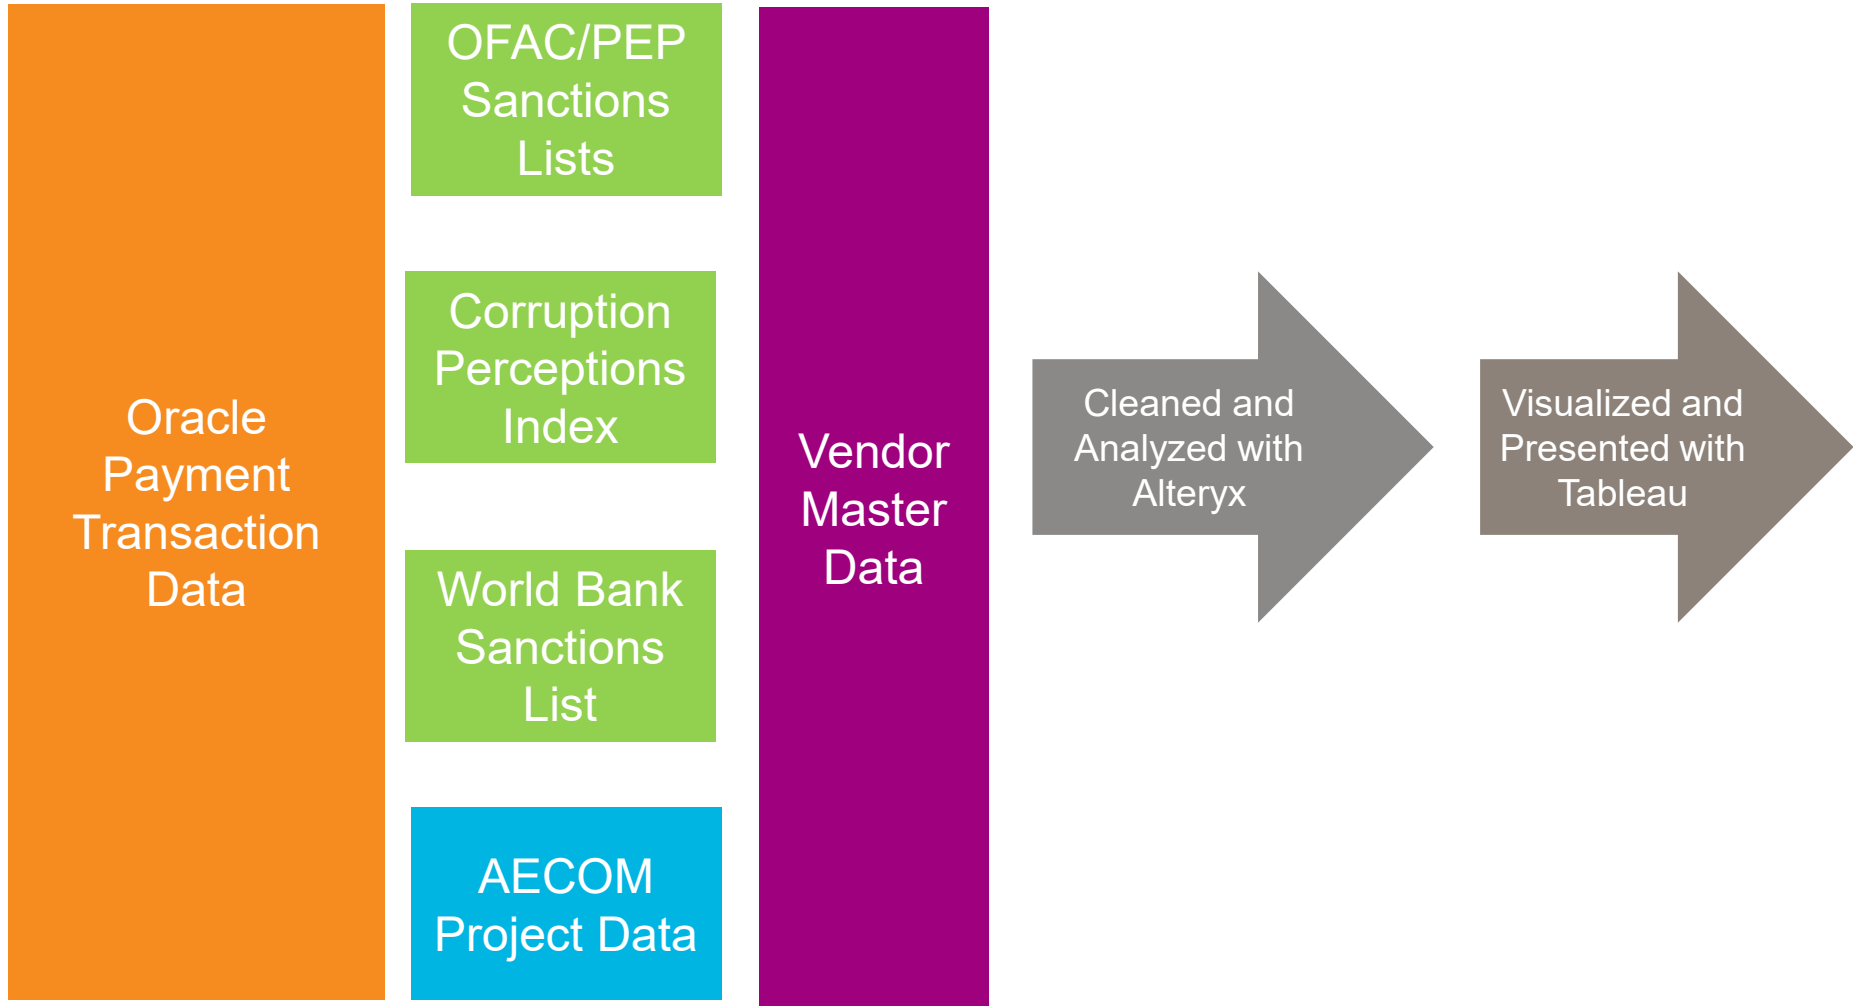 Oracle
Payment
Transaction
Data
OFAC/PEP
Sanctions
Lists
Corruption
Perceptions
Index
World Bank
Sanctions
List
AECOM
Project Data
Vendor
Master
Data
Cleaned and
Analyzed with
Alteryx
Visualized and
Presented with
Tableau